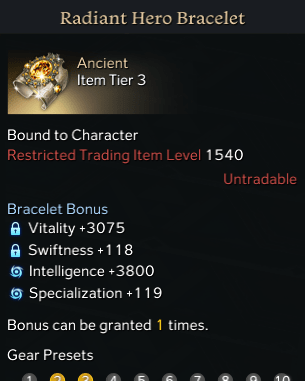 Radiant Hero Bracelet
Ancient
Item Tier 3
Bound to Character
Restricted Trading Item Level 1540
Untradable
Bracelet Bonus
Vitality +3075
Swiftness +118
Intelligence +3800
Specialization +119
Bonus can be granted 1 times.
Gear Presets
1 2 3 4 5 6 7 8 9 10